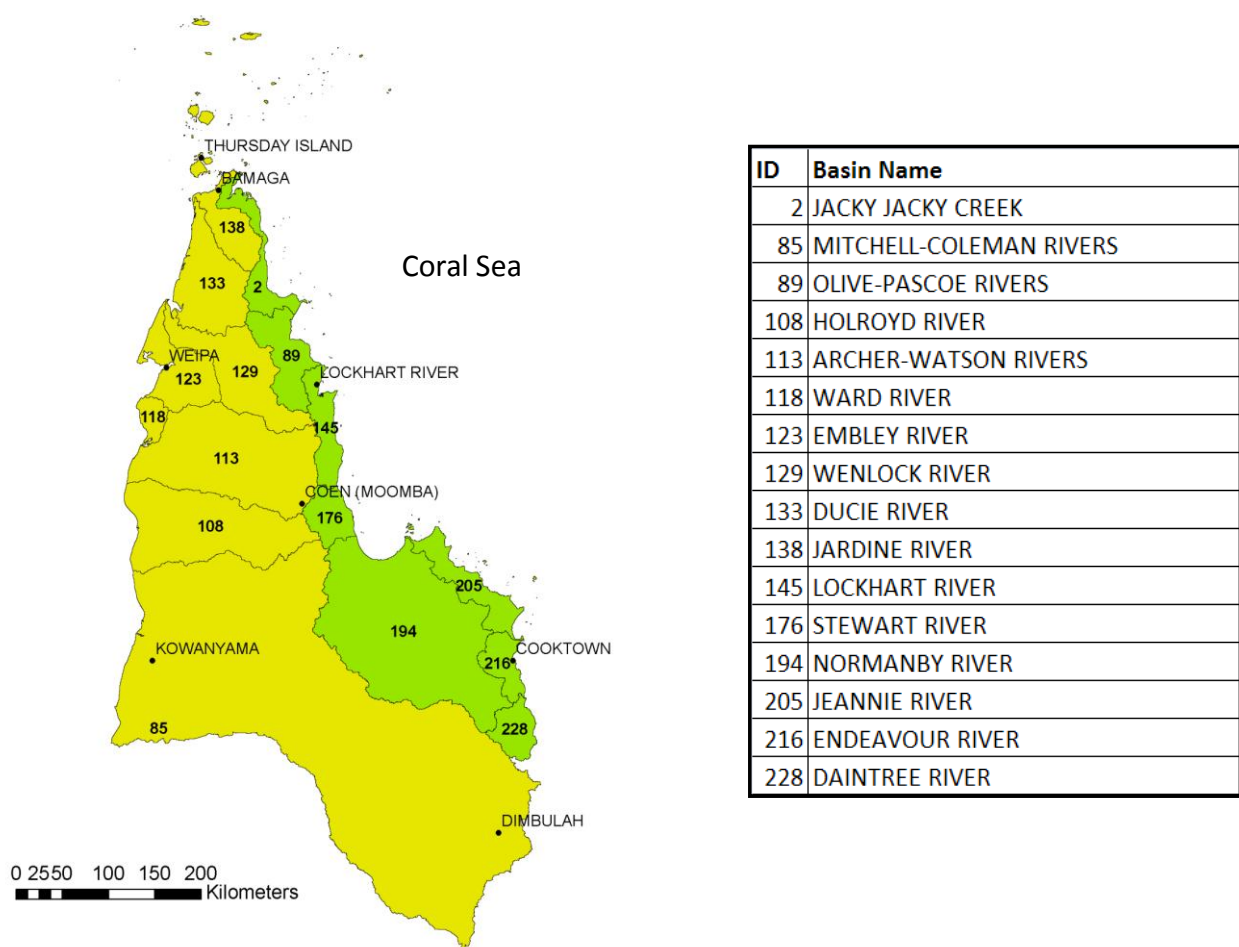 THURSDAY ISLAND
BAMAGA
138
Coral Sea
133
2
WEIPA
89
129
123
LOCKHART RIVER
118
145
113
COEN (MOOMBA)
176
108
205
194
KOWANYAMA
216
COOKTOWN
85
228
DIMBULAH
0 25 50 100 150 200
Kilometers
ID Basin Name
2 JACKY JACKY CREEK
85 MITCHELL-COLEMAN RIVERS
89 OLIVE-PASCOE RIVERS
108 HOLROYD RIVER
113 ARCHER-WATSON RIVERS
118 WARD RIVER
123 EMBLEY RIVER
129 WENLOCK RIVER
133 DUCIE RIVER
138 JARDINE RIVER
145 LOCKHART RIVER
176 STEWART RIVER
194 NORMANBY RIVER
205 JEANNIE RIVER
216 ENDEAVOUR RIVER
228 DAINTREE RIVER